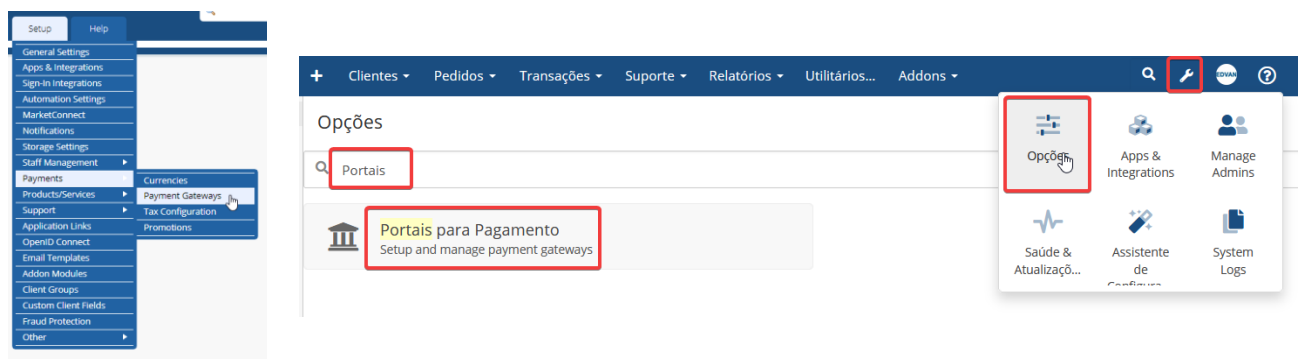 Setup Help
General Settings
Apps & Integrations
Sign-In Integrations
Automation Settings
MarketConnect
Notifications
Storage Settings
Staff Management
Payments
Products/Services
Support
Application Links
OpenID Connect
Email Templates
Addon Modules
Client Groups
Custom Client Fields
Fraud Protection
Other
Currencies
Payment Gateways
Tax Configuration
Promotions
+ Clientes Pedidos Transações Suporte Relatórios Utilitários... Addons EDVAN
Opções
Portais
Portais para Pagamento
Setup and manage payment gateways
Opções
Apps &
Integrations
Manage
Admins
Saúde &
Atualizaçõ...
Assistente
de
Configura...
System
Logs